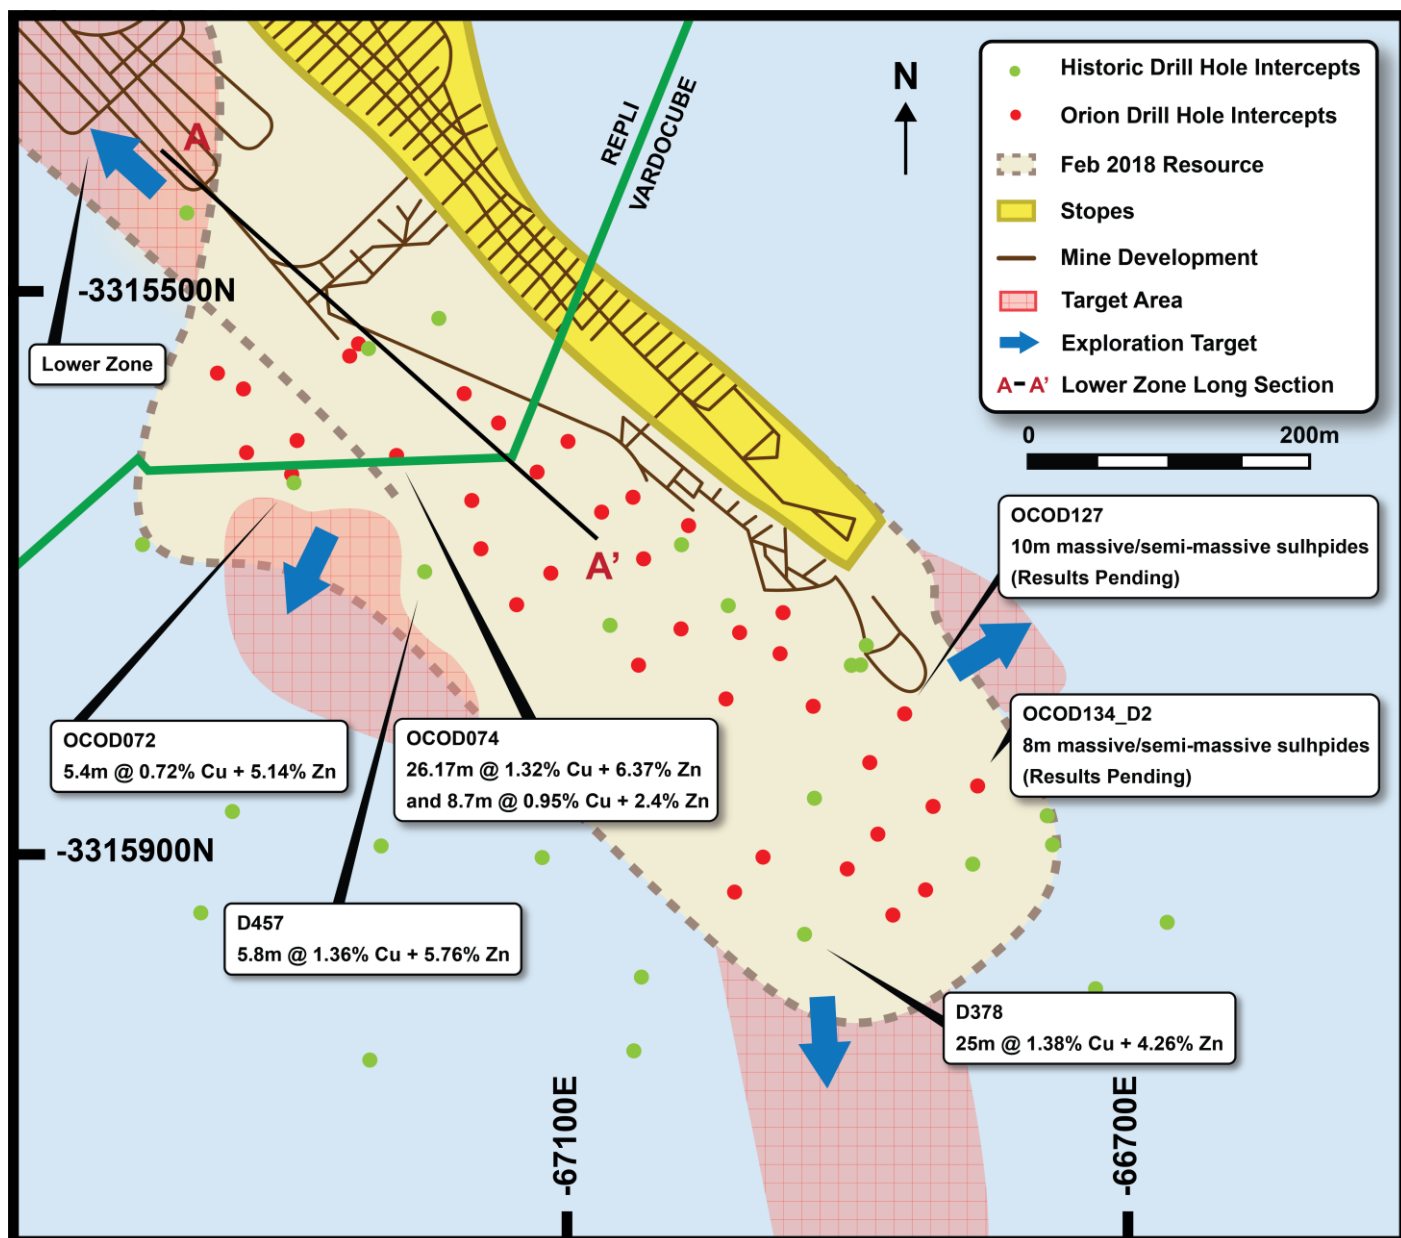 N
REPLI
VARDOCUBE
Historic Drill Hole Intercepts
Orion Drill Hole Intercepts
Feb 2018 Resource
Stopes
Mine Development
Target Area
Exploration Target
A - A' Lower Zone Long Section
0 200m
A
-3315500N
Lower Zone
A'
OCOD127
10m massive/semi-massive sulhpides
(Results Pending)
OCOD134_D2
8m massive/semi-massive sulhpides
(Results Pending)
OCOD072
5.4m @ 0.72% Cu + 5.14% Zn
OCOD074
26.17m @ 1.32% Cu + 6.37% Zn
and 8.7m @ 0.95% Cu + 2.4% Zn
-3315900N
D457
5.8m @ 1.36% Cu + 5.76% Zn
D378
25m @ 1.38% Cu + 4.26% Zn
-67100E
-66700E